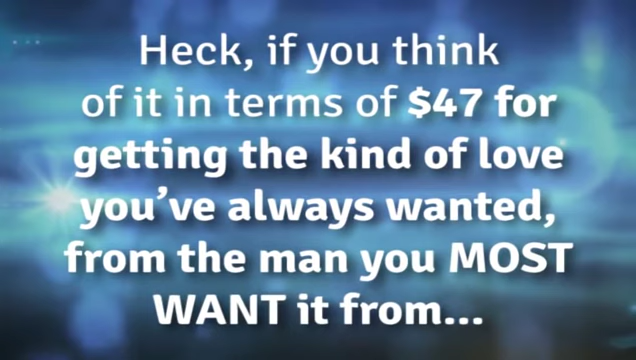 Heck, if you think
of it in terms of $47 for
getting the kind of love
you’ve always wanted,
from the man you MOST
WANT it from...